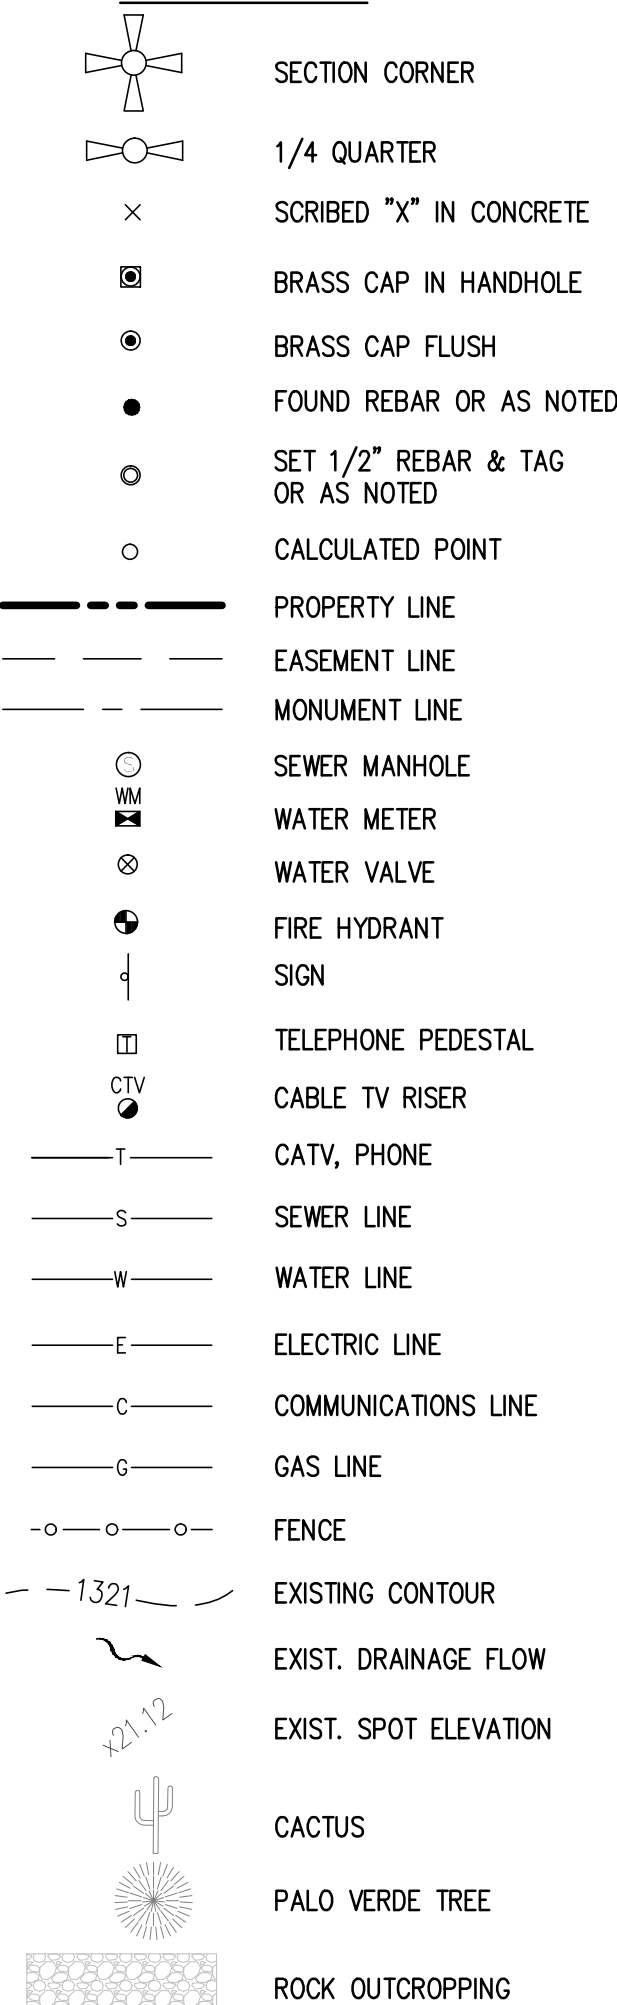 SECTION CORNER
1/4 QUARTER
SCRIBED "X" IN CONCRETE
BRASS CAP IN HANDHOLE
BRASS CAP FLUSH
FOUND REBAR OR AS NOTED
SET 1/2" REBAR & TAG
OR AS NOTED
CALCULATED POINT
PROPERTY LINE
EASEMENT LINE
MONUMENT LINE
S SEWER MANHOLE
WM
WATER METER
WATER VALVE
FIRE HYDRANT
SIGN
T TELEPHONE PEDESTAL
CTV
CABLE TV RISER
T CATV, PHONE
S SEWER LINE
W WATER LINE
E ELECTRIC LINE
C COMMUNICATIONS LINE
G GAS LINE
FENCE
1321 EXISTING CONTOUR
EXIST. DRAINAGE FLOW
x21.12 EXIST. SPOT ELEVATION
CACTUS
PALO VERDE TREE
ROCK OUTCROPPING